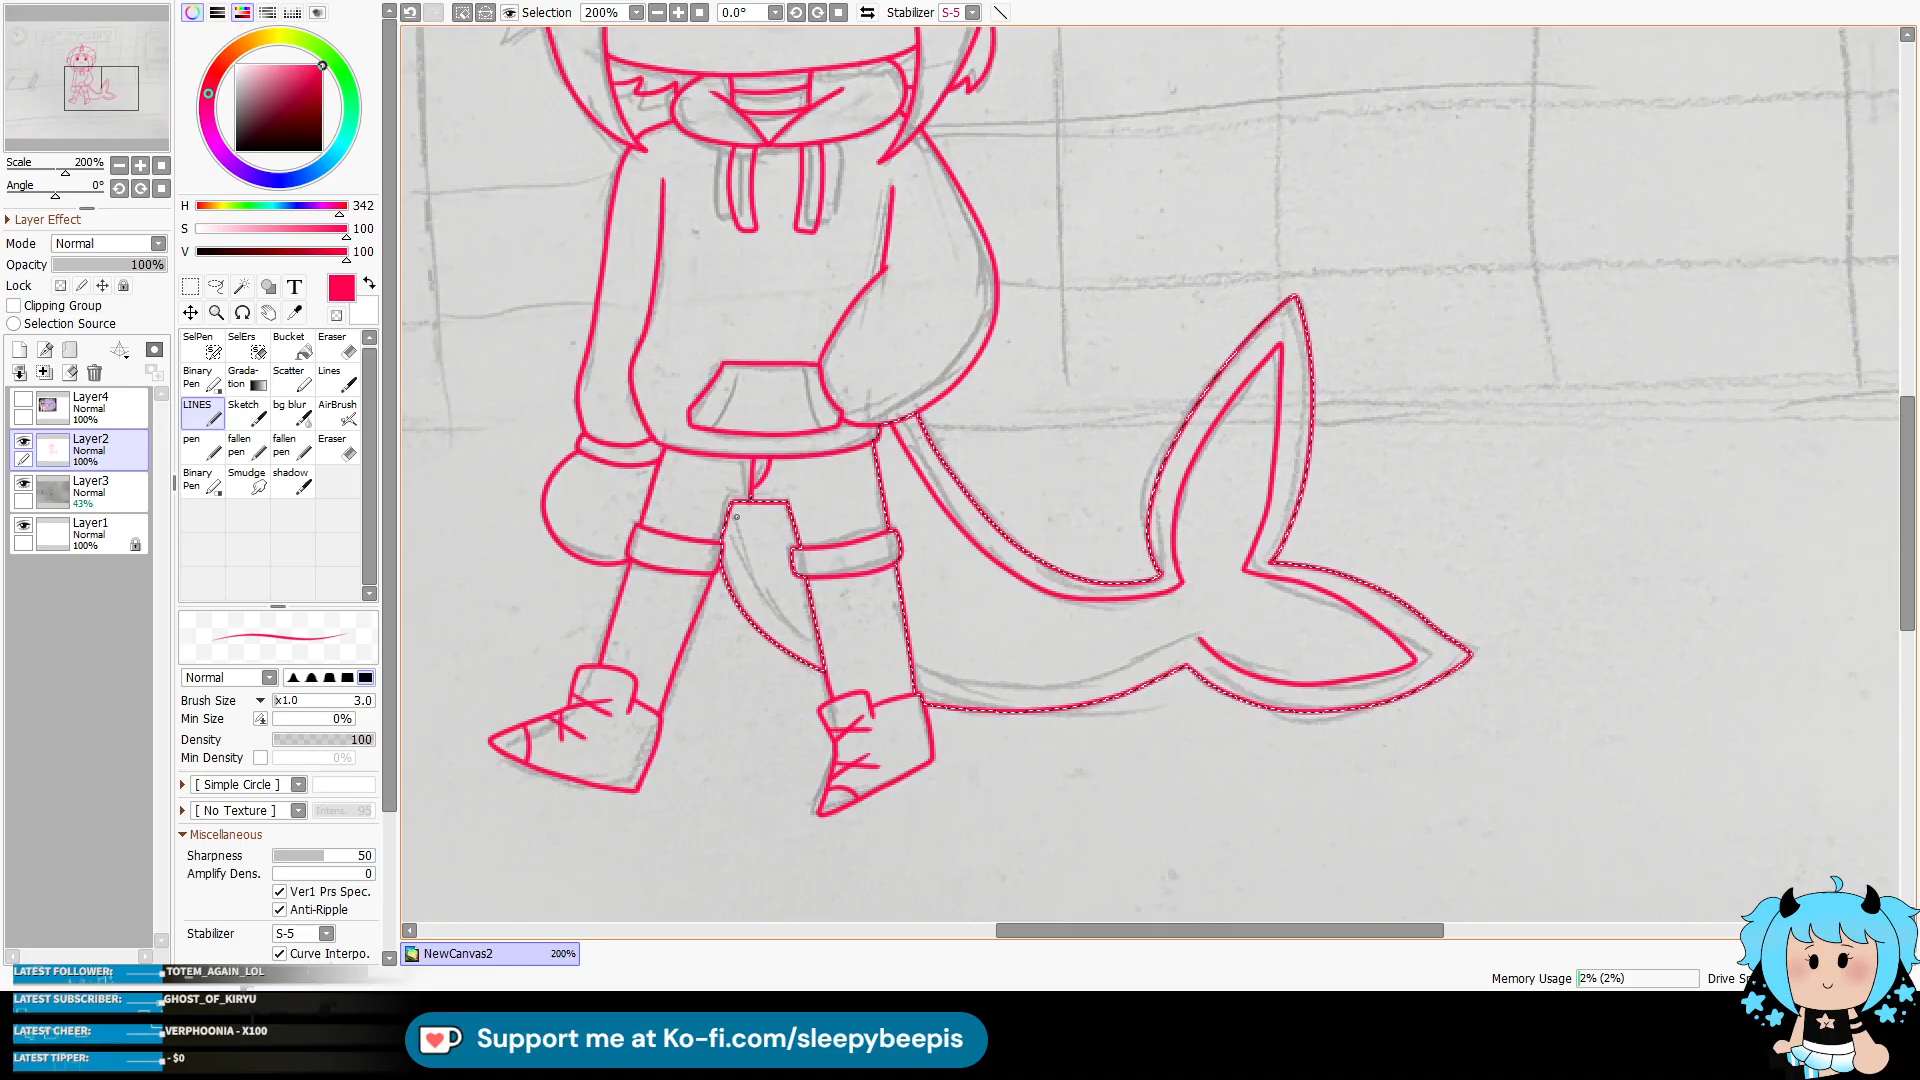 Selection
200%
0.0°
Stabilizer
S-5
Scale
200%
Angle
0°
Layer Effect
Mode
Normal
Opacity
100%
Lock
Clipping Group
Selection Source
Layer4
Normal
100%
Layer2
Normal
100%
Layer3
Normal
43%
Layer1
Normal
100%
H
342
S
100
V
100
T
SelPen
SelErs
Bucket
Eraser
Binary Pen
Grada-tion
Scatter
Lines
LINES
Sketch
bg blur
AirBrush
pen
fallen pen
fallen pen
Eraser
Binary Pen
Smudge
shadow
Normal
Brush Size
x1.0
3.0
Min Size
0%
Density
100
Min Density
0%
[ Simple Circle ]
[ No Texture ]
Intens.
95
Miscellaneous
Sharpness
50
Amplify Dens.
0
Ver1 Prs Spec.
Anti-Ripple
Stabilizer
S-5
Curve Interpo.
NewCanvas2
200%
Memory Usage
2% (2%)
LATEST FOLLOWER:
TOTEM_AGAIN_LOL
LATEST SUBSCRIBER:
GHOST_OF_KIRYU
LATEST CHEER:
VERPHOONIA - X100
LATEST TIPPER:
- $0
Support me at Ko-fi.com/sleepybeepis